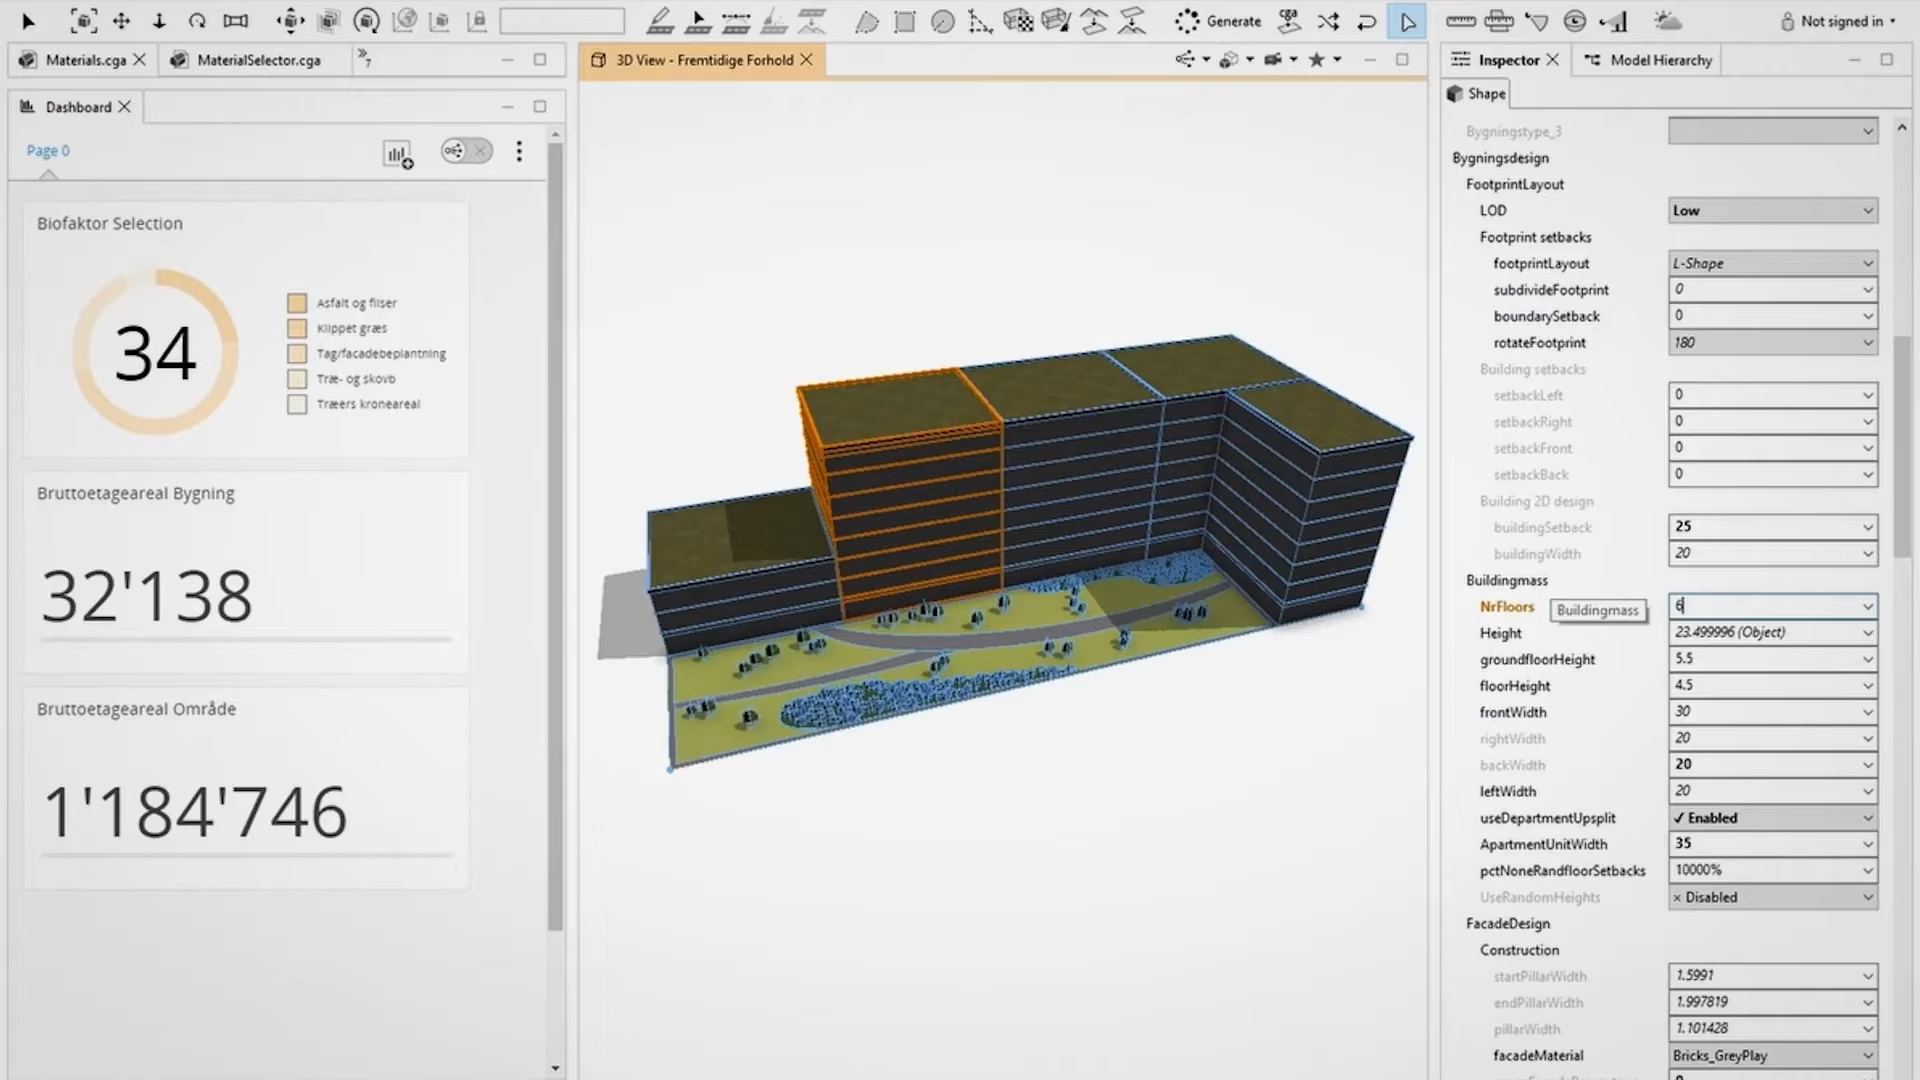 Generate
cga
Not signed in
Materials.cga
MaterialSelector.cga
»7
3D View - Fremtidige Forhold
Inspector
Model Hierarchy
Dashboard
Shape
Page 0
Biofaktor Selection
34
Asfalt og fliser
Klippet græs
Tag/facadebeplantning
Træ- og skovb
Træers kroneareal
Bruttoetageareal Bygning
32'138
Bruttoetageareal Område
1'184'746
Bygningstype_3
Bygningsdesign
FootprintLayout
LOD Low
Footprint setbacks
footprintLayout L-Shape
subdivideFootprint 0
boundarySetback 0
rotateFootprint 180
Building setbacks
setbackLeft 0
setbackRight 0
setbackFront 0
setbackBack 0
Building 2D design
buildingSetback 25
buildingWidth 20
Buildingmass
NrFloors Buildingmass 6
Height 23.499996 (Object)
groundfloorHeight 5.5
floorHeight 4.5
frontWidth 30
rightWidth 20
backWidth 20
leftWidth 20
useDepartmentUpsplit ✓ Enabled
ApartmentUnitWidth 35
pctNoneRandfloorSetbacks 10000%
UseRandomHeights × Disabled
FacadeDesign
Construction
startPillarWidth 1.5991
endPillarWidth 1.997819
pillarWidth 1.101428
facadeMaterial Bricks_GreyPlay